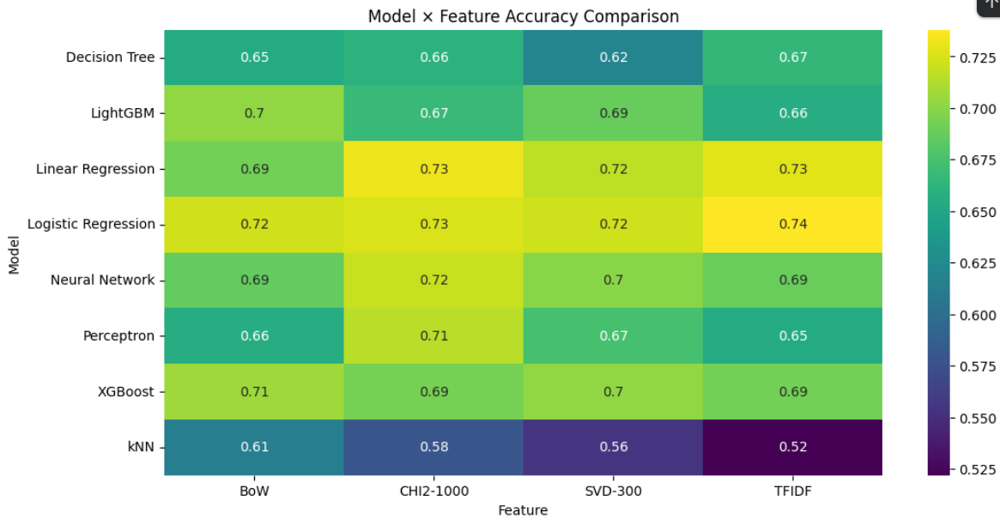 Model × Feature Accuracy Comparison
Decision Tree 0.65 0.66 0.62 0.67
LightGBM 0.7 0.67 0.69 0.66
Linear Regression 0.69 0.73 0.72 0.73
Logistic Regression 0.72 0.73 0.72 0.74
Neural Network 0.69 0.72 0.7 0.69
Perceptron 0.66 0.71 0.67 0.65
XGBoost 0.71 0.69 0.7 0.69
kNN 0.61 0.58 0.56 0.52
BoW CHI2-1000 SVD-300 TFIDF
Feature
Model
0.725
0.700
0.675
0.650
0.625
0.600
0.575
0.550
0.525